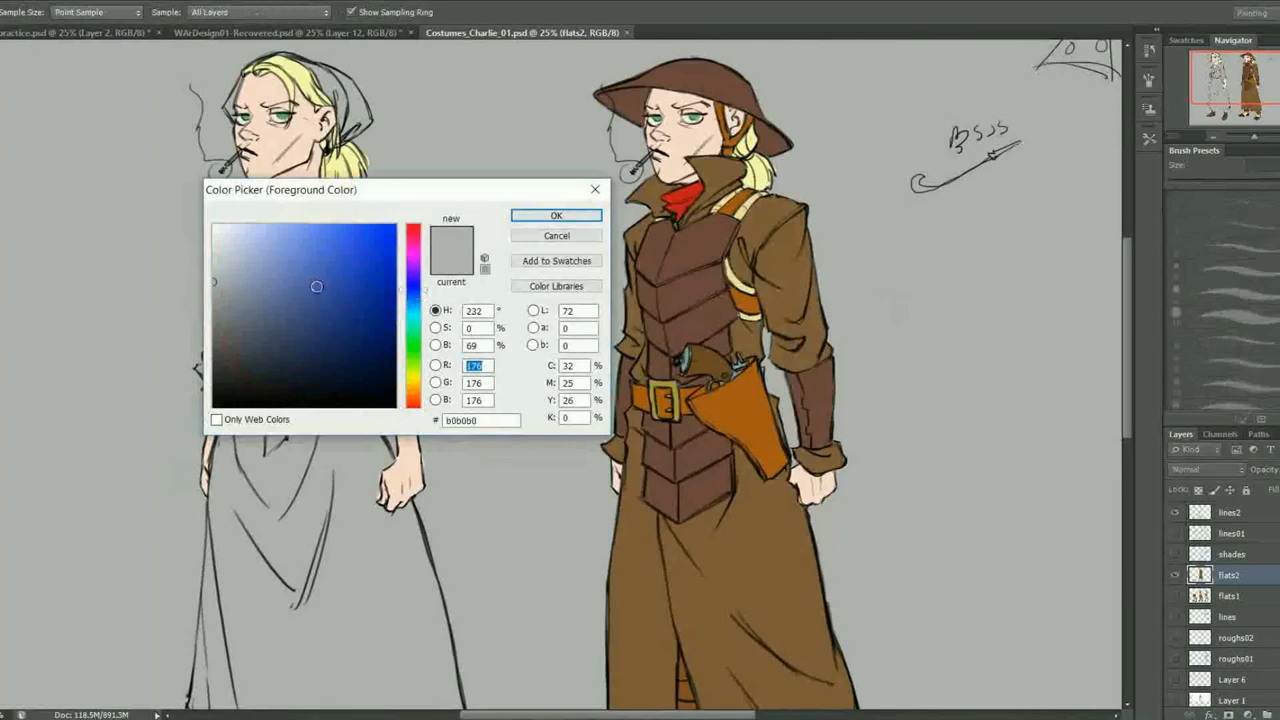 Sample Size: Point Sample Sample: All Layers Show Sampling Ring
Painting
ractice.psd @ 25% (Layer 2, RGB/8) * × WArDesign01-Recovered.psd @ 25% (Layer 12, RGB/8) * × Costumes_Charlie_01.psd @ 25% (flats2, RGB/8) ×
Swatches Navigator
Brush Presets
Size:
Color Picker (Foreground Color)
new
current
OK
Cancel
Add to Swatches
Color Libraries
H: 232 °
S: 0 %
B: 69 %
R: 176
G: 176
B: 176
L: 72
a: 0
b: 0
C: 32 %
M: 25 %
Y: 26 %
K: 0 %
# b0b0b0
Only Web Colors
Layers Channels Paths
Kind
Normal Opacity
Lock: Fill
lines2
lines01
shades
flats2
flats1
lines
roughs02
roughs01
Layer 6
Layer 1
Doc: 118.5M/891.3M